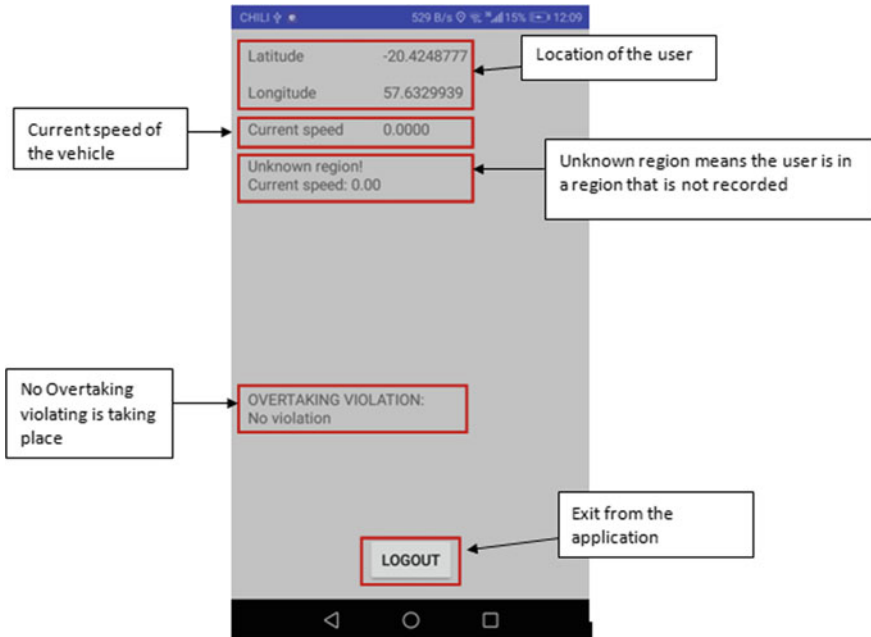 CHILI 529 B/s 15% 12:09
Latitude -20.4248777
Longitude 57.6329939
Current speed 0.0000
Unknown region!
Current speed: 0.00
OVERTAKING VIOLATION:
No violation
LOGOUT
Location of the user
Current speed of
the vehicle
Unknown region means the user is in
a region that is not recorded
No Overtaking
violating is taking
place
Exit from the
application